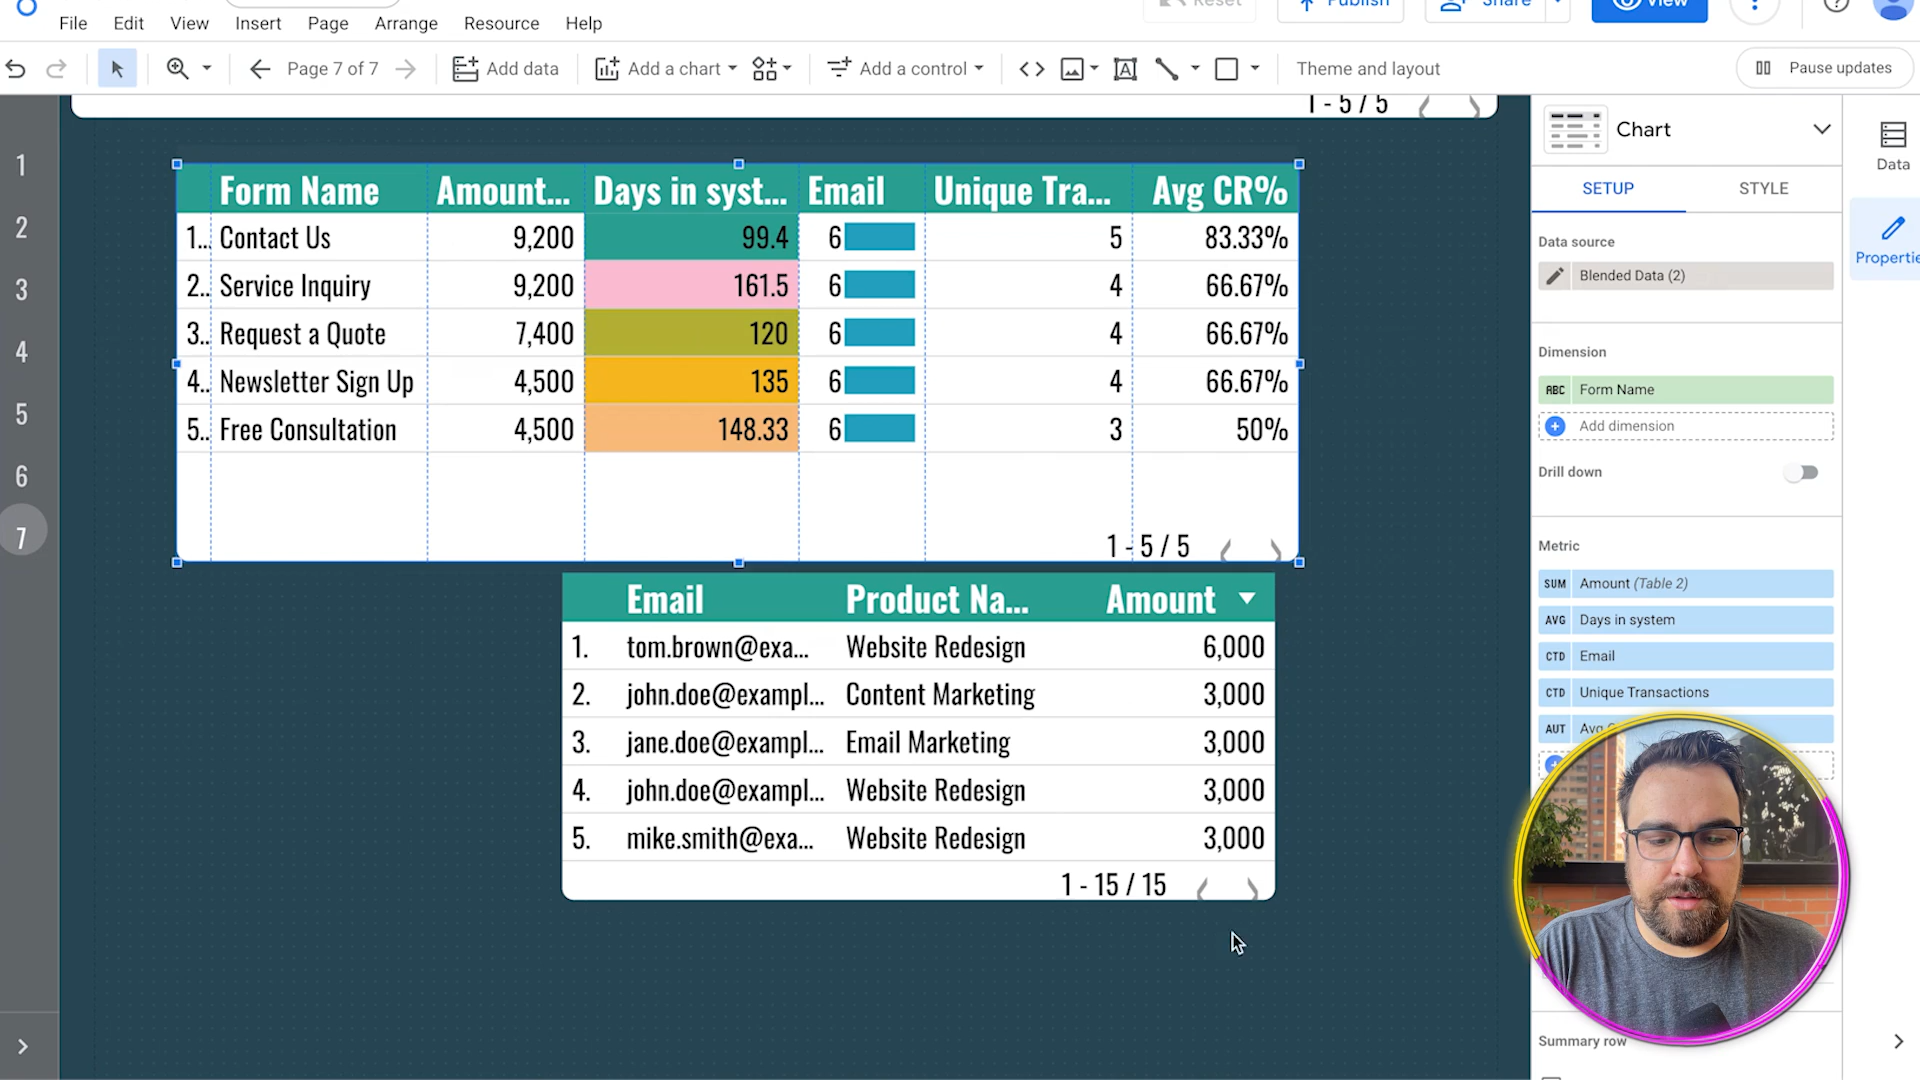 Reset
Publish
Share
View
File Edit View Insert Page Arrange Resource Help
Page 7 of 7
Add data
Add a chart
Add a control
Theme and layout
Pause updates
1 - 5 / 5
1
2
3
4
5
6
7
Form Name Amount... Days in syst... Email Unique Tra... Avg CR%
1.. Contact Us 9,200 99.4 6 5 83.33%
2.. Service Inquiry 9,200 161.5 6 4 66.67%
3.. Request a Quote 7,400 120 6 4 66.67%
4.. Newsletter Sign Up 4,500 135 6 4 66.67%
5.. Free Consultation 4,500 148.33 6 3 50%
1 - 5 / 5
Email Product Na... Amount
1. tom.brown@exa... Website Redesign 6,000
2. john.doe@exampl... Content Marketing 3,000
3. jane.doe@exampl... Email Marketing 3,000
4. john.doe@exampl... Website Redesign 3,000
5. mike.smith@exa... Website Redesign 3,000
1 - 15 / 15
Chart
SETUP STYLE
Data source
Blended Data (2)
Dimension
ABC Form Name
Add dimension
Drill down
Metric
SUM Amount (Table 2)
AVG Days in system
CTD Email
CTD Unique Transactions
AUT Avg
Summary row
Data
Propertie